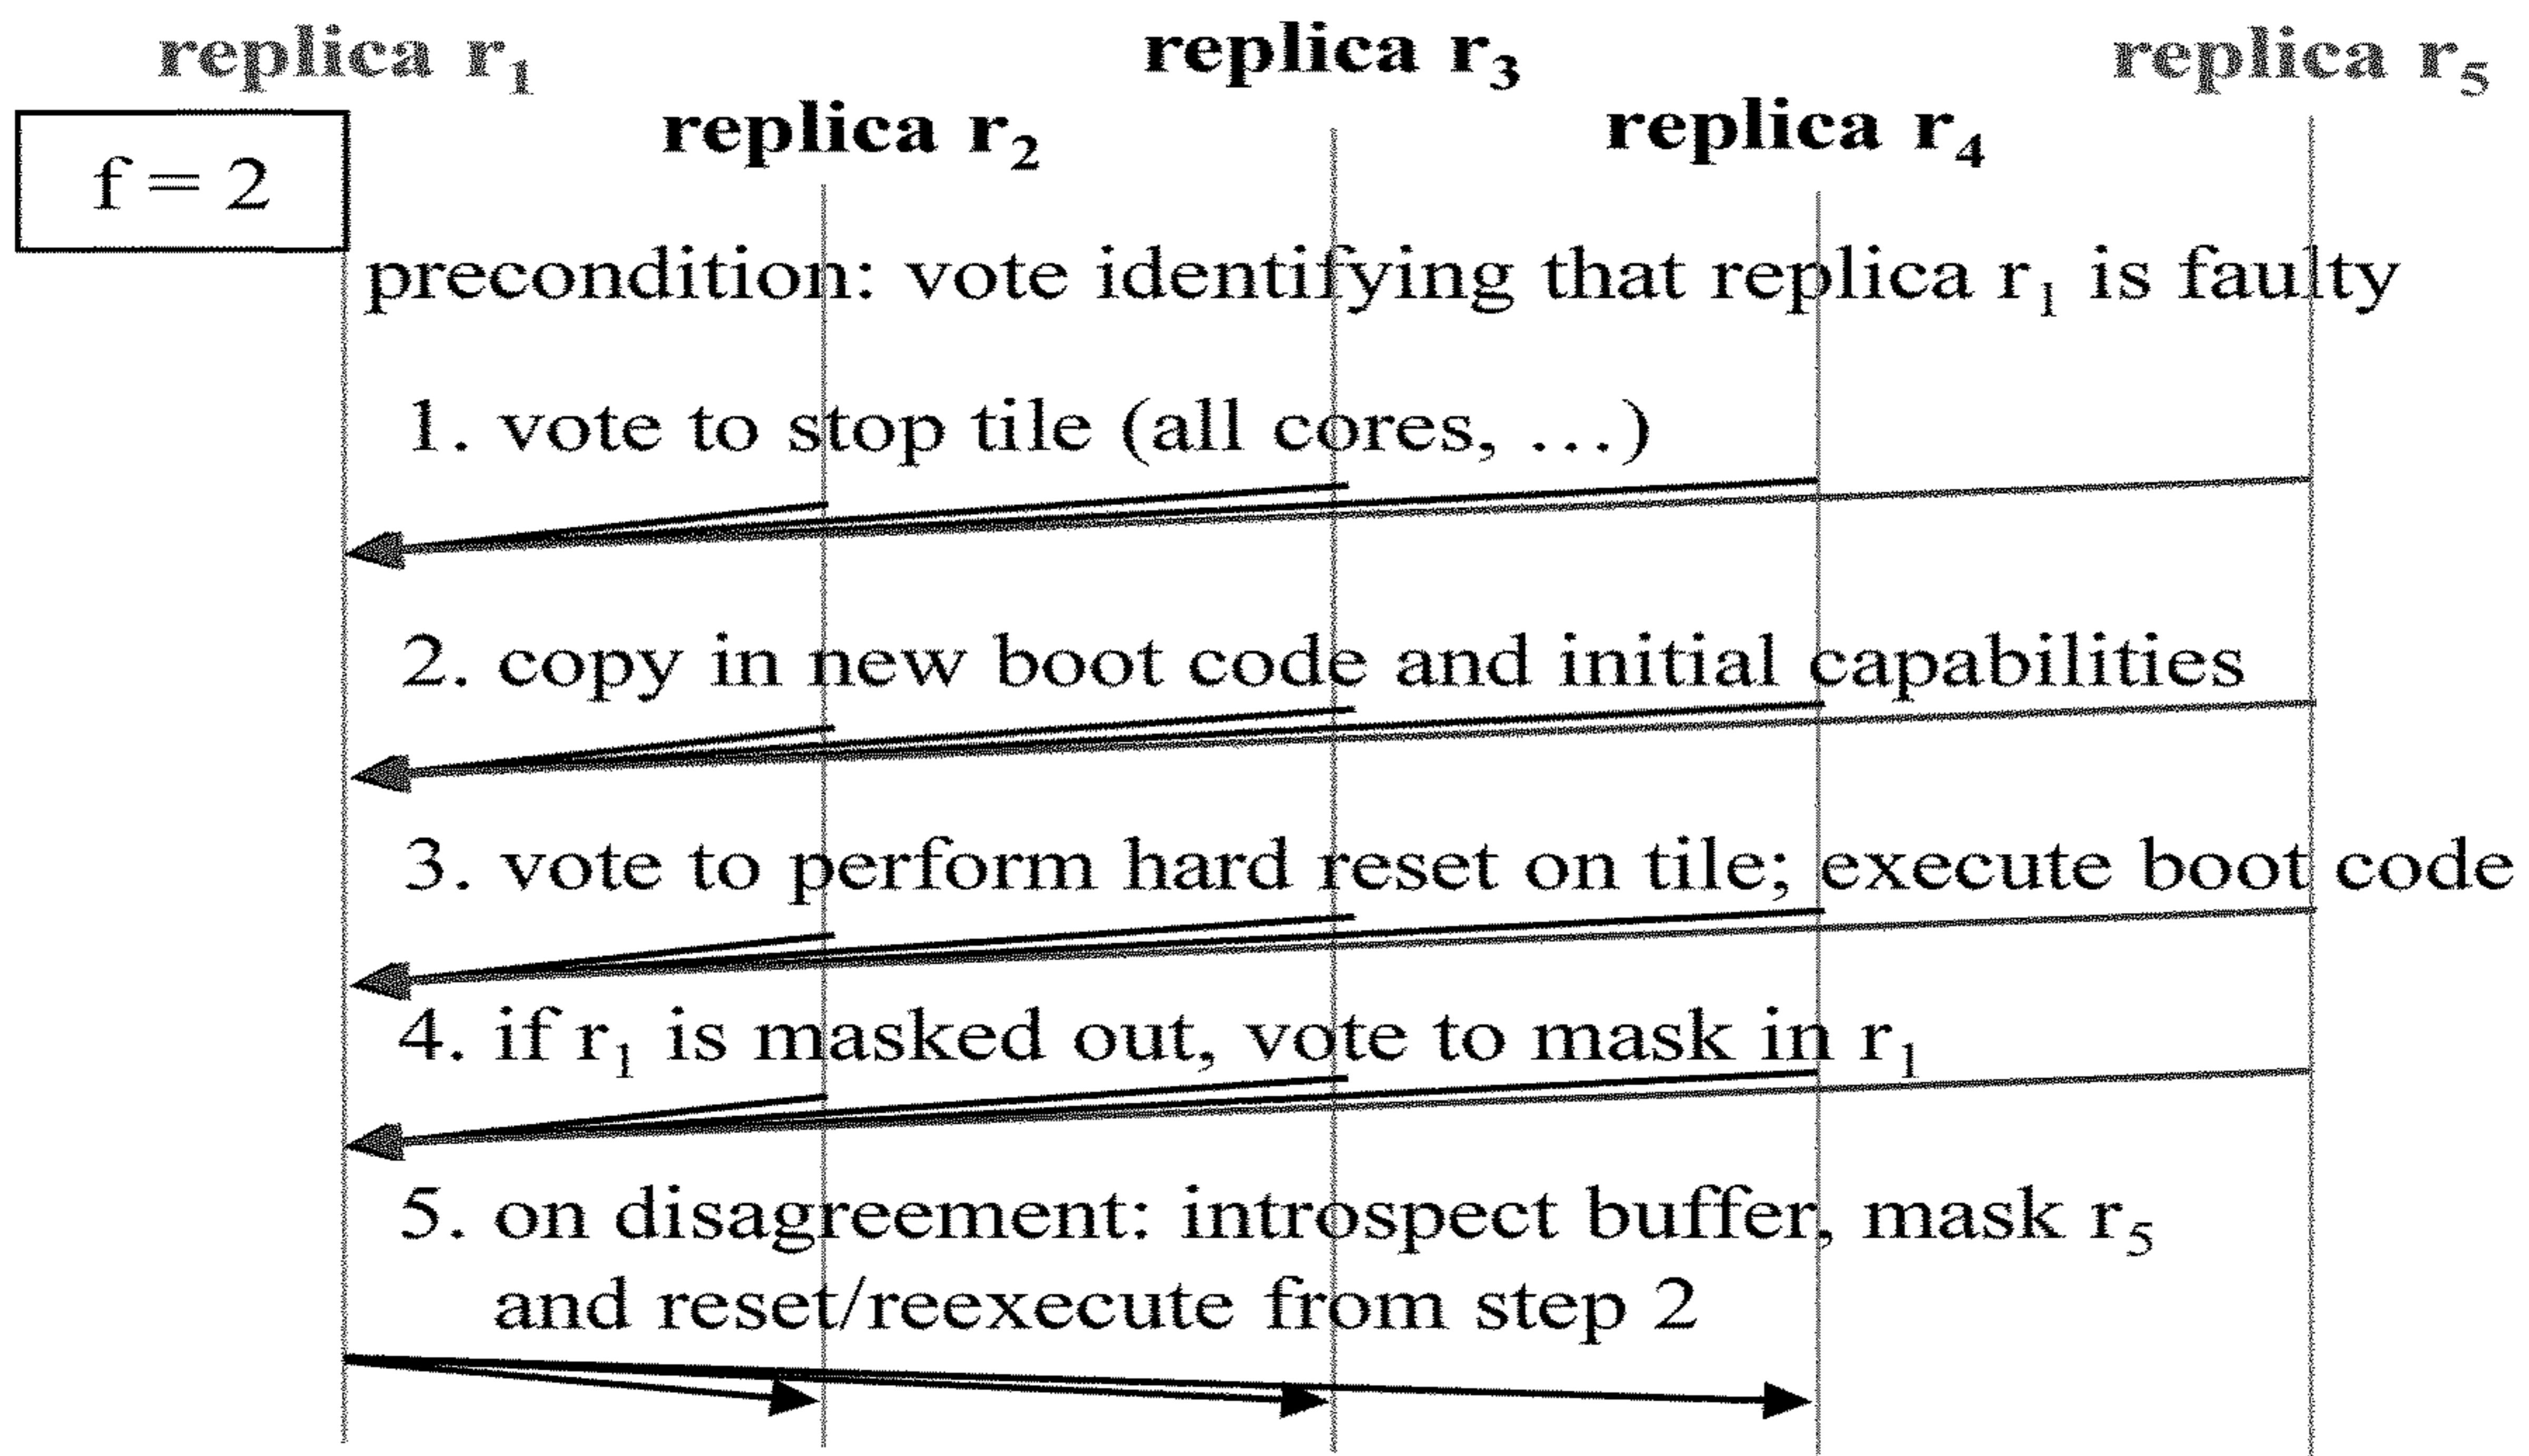 replica r₁
replica r₃
replica r₅
replica r₂
replica r₄
f = 2
precondition: vote identifying that replica r₁ is faulty
1. vote to stop tile (all cores, …)
2. copy in new boot code and initial capabilities
3. vote to perform hard reset on tile; execute boot code
4. if r₁ is masked out, vote to mask in r₁
5. on disagreement: introspect buffer, mask r₅
and reset/reexecute from step 2